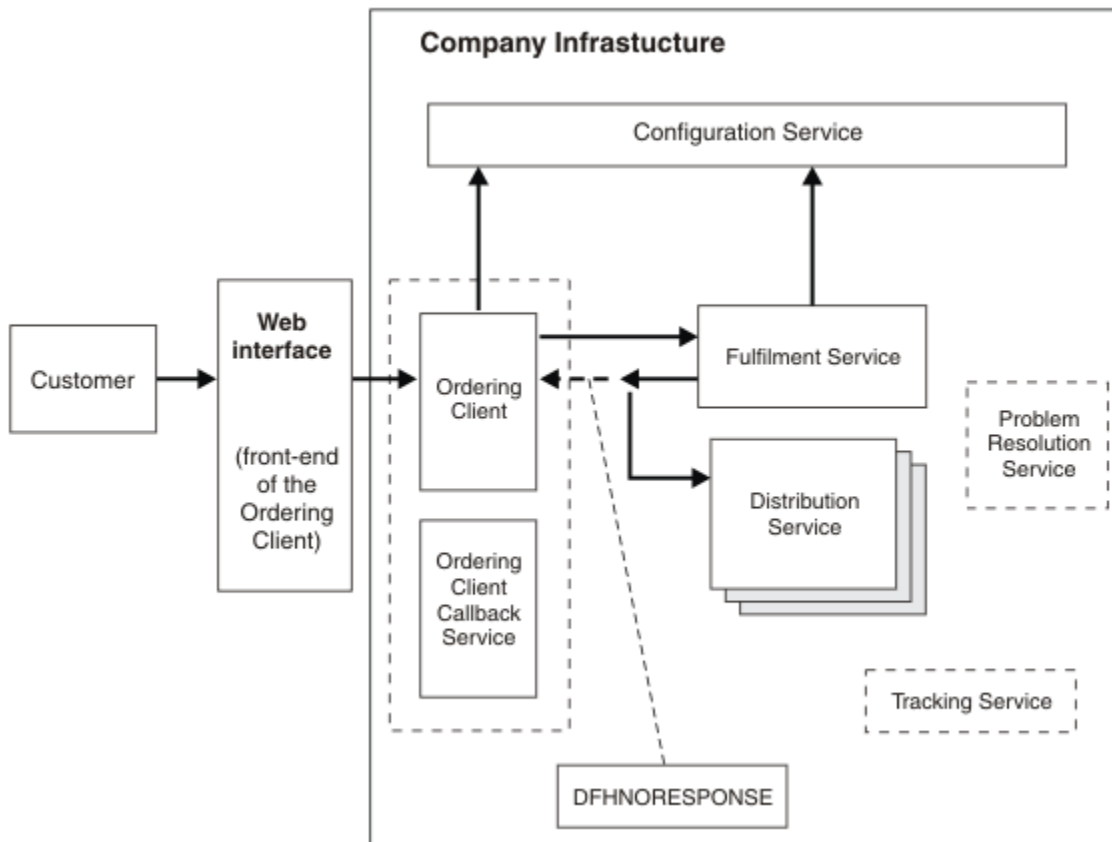 Company Infrastucture
Configuration Service
Customer
Web
interface
(front-end
of the
Ordering
Client)
Ordering
Client
Fulfilment Service
Problem
Resolution
Service
Distribution
Service
Ordering
Client
Callback
Service
Tracking Service
DFHNORESPONSE